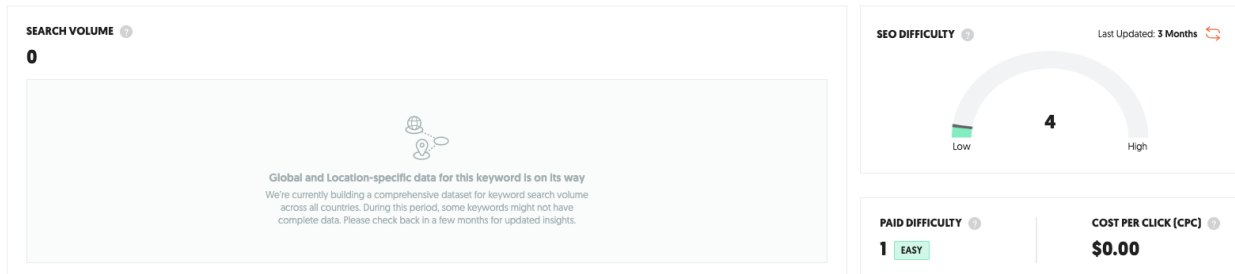 SEARCH VOLUME ?
0
Global and Location-specific data for this keyword is on its way
We're currently building a comprehensive dataset for keyword search volume
across all countries. During this period, some keywords might not have
complete data. Please check back in a few months for updated insights.
SEO DIFFICULTY ?
Last Updated: 3 Months
4
Low
High
PAID DIFFICULTY ?
1 EASY
COST PER CLICK (CPC) ?
$0.00